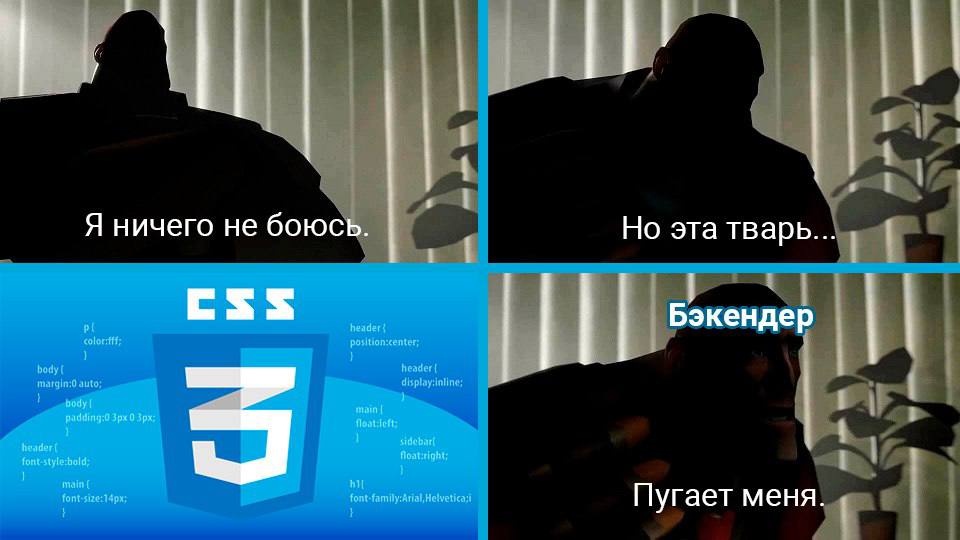 Я ничего не боюсь.
Но эта тварь...
CSS
3
p {
color:fff;
}
body {
margin:0 auto;
}
body {
padding:0 3px 0 3px;
}
header {
font-style:bold;
}
main {
font-size:14px;
}
header {
position:center;
}
header {
display:inline;
}
main {
float:left;
}
sidebar{
float:right;
}
h1{
font-family:Arial,Helvetica;i
}
Бэкендер
Пугает меня.